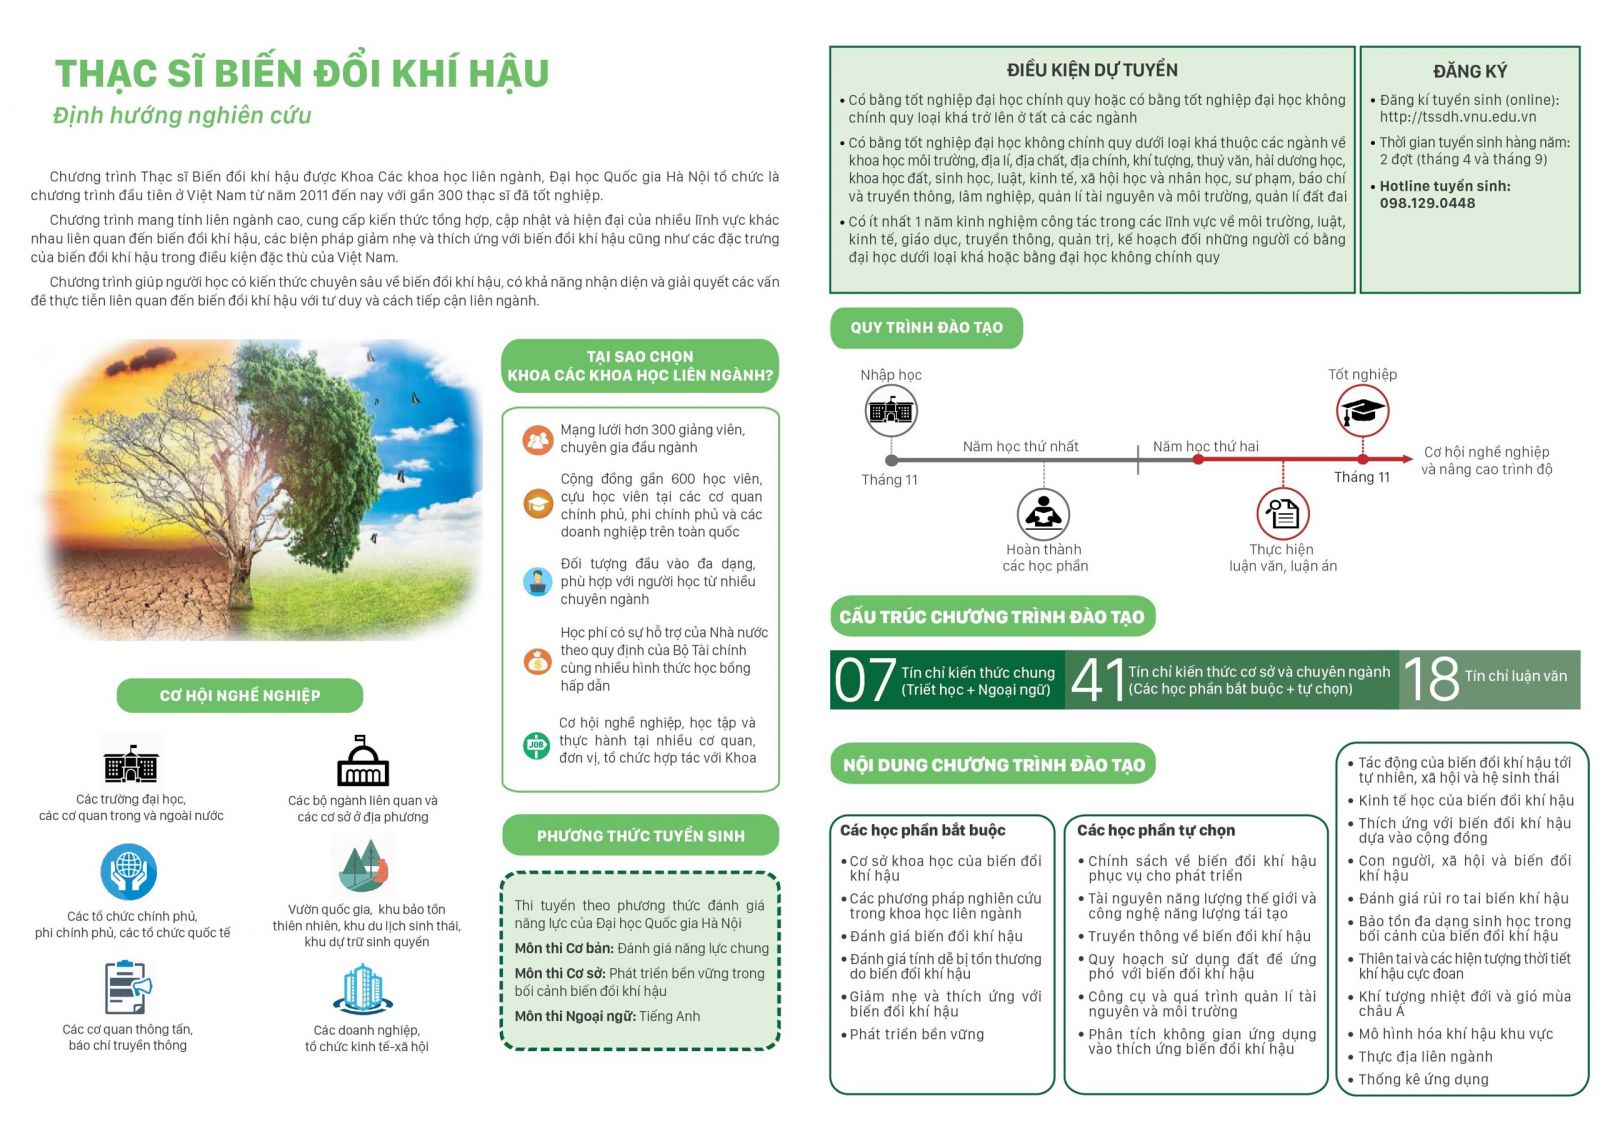 THẠC SĨ BIẾN ĐỔI KHÍ HẬU
Định hướng nghiên cứu
Chương trình Thạc sĩ Biến đổi khí hậu được Khoa Các khoa học liên ngành, Đại học Quốc gia Hà Nội tổ chức là
chương trình đầu tiên ở Việt Nam từ năm 2011 đến nay với gần 300 thạc sĩ đã tốt nghiệp.
Chương trình mang tính liên ngành cao, cung cấp kiến thức tổng hợp, cập nhật và hiện đại của nhiều lĩnh vực khác
nhau liên quan đến biến đổi khí hậu, các biện pháp giảm nhẹ và thích ứng với biến đổi khí hậu cũng như các đặc trưng
của biến đổi khí hậu trong điều kiện đặc thù của Việt Nam.
Chương trình giúp người học có kiến thức chuyên sâu về biến đổi khí hậu, có khả năng nhận diện và giải quyết các vấn
đề thực tiễn liên quan đến biến đổi khí hậu với tư duy và cách tiếp cận liên ngành.
TẠI SAO CHỌN
KHOA CÁC KHOA HỌC LIÊN NGÀNH?
Mạng lưới hơn 300 giảng viên,
chuyên gia đầu ngành
Cộng đồng gần 600 học viên,
cựu học viên tại các cơ quan
chính phủ, phi chính phủ và các
doanh nghiệp trên toàn quốc
Đối tượng đầu vào đa dạng,
phù hợp với người học từ nhiều
chuyên ngành
Học phí có sự hỗ trợ của Nhà nước
theo quy định của Bộ Tài chính
cùng nhiều hình thức học bổng
hấp dẫn
JOB
Cơ hội nghề nghiệp, học tập và
thực hành tại nhiều cơ quan,
đơn vị, tổ chức hợp tác với Khoa
CƠ HỘI NGHỀ NGHIỆP
Các trường đại học,
các cơ quan trong và ngoài nước
Các bộ ngành liên quan và
các cơ sở ở địa phương
Các tổ chức chính phủ,
phi chính phủ, các tổ chức quốc tế
Vườn quốc gia, khu bảo tồn
thiên nhiên, khu du lịch sinh thái,
khu dự trữ sinh quyển
Các cơ quan thông tấn,
báo chí truyền thông
Các doanh nghiệp,
tổ chức kinh tế-xã hội
PHƯƠNG THỨC TUYỂN SINH
Thi tuyển theo phương thức đánh giá
năng lực của Đại học Quốc gia Hà Nội
Môn thi Cơ bản: Đánh giá năng lực chung
Môn thi Cơ sở: Phát triển bền vững trong
bối cảnh biến đổi khí hậu
Môn thi Ngoại ngữ: Tiếng Anh
ĐIỀU KIỆN DỰ TUYỂN
• Có bằng tốt nghiệp đại học chính quy hoặc có bằng tốt nghiệp đại học không
chính quy loại khá trở lên ở tất cả các ngành
• Có bằng tốt nghiệp đại học không chính quy dưới loại khá thuộc các ngành về
khoa học môi trường, địa lí, địa chất, địa chính, khí tượng, thuỷ văn, hải dương học,
khoa học đất, sinh học, luật, kinh tế, xã hội học và nhân học, sư phạm, báo chí
và truyền thông, lâm nghiệp, quản lí tài nguyên và môi trường, quản lí đất đai
• Có ít nhất 1 năm kinh nghiệm công tác trong các lĩnh vực về môi trường, luật,
kinh tế, giáo dục, truyền thông, quản trị, kế hoạch đối những người có bằng
đại học dưới loại khá hoặc bằng đại học không chính quy
ĐĂNG KÝ
• Đăng kí tuyển sinh (online):
http://tssdh.vnu.edu.vn
• Thời gian tuyển sinh hàng năm:
2 đợt (tháng 4 và tháng 9)
• Hotline tuyển sinh:
098.129.0448
QUY TRÌNH ĐÀO TẠO
Nhập học
Tốt nghiệp
Năm học thứ nhất
Năm học thứ hai
Cơ hội nghề nghiệp
và nâng cao trình độ
Tháng 11
Tháng 11
Hoàn thành
các học phần
Thực hiện
luận văn, luận án
CẤU TRÚC CHƯƠNG TRÌNH ĐÀO TẠO
07
Tín chỉ kiến thức chung
(Triết học + Ngoại ngữ)
41
Tín chỉ kiến thức cơ sở và chuyên ngành
(Các học phần bắt buộc + tự chọn)
18
Tín chỉ luận văn
NỘI DUNG CHƯƠNG TRÌNH ĐÀO TẠO
Các học phần bắt buộc
• Cơ sở khoa học của biến đổi
khí hậu
• Các phương pháp nghiên cứu
trong khoa học liên ngành
• Đánh giá biến đổi khí hậu
• Đánh giá tính dễ bị tổn thương
do biến đổi khí hậu
• Giảm nhẹ và thích ứng với
biến đổi khí hậu
• Phát triển bền vững
Các học phần tự chọn
• Chính sách về biến đổi khí hậu
phục vụ cho phát triển
• Tài nguyên năng lượng thế giới và
công nghệ năng lượng tái tạo
• Truyền thông về biến đổi khí hậu
• Quy hoạch sử dụng đất để ứng
phó với biến đổi khí hậu
• Công cụ và quá trình quản lí tài
nguyên và môi trường
• Phân tích không gian ứng dụng
vào thích ứng biến đổi khí hậu
• Tác động của biến đổi khí hậu tới
tự nhiên, xã hội và hệ sinh thái
• Kinh tế học của biến đổi khí hậu
• Thích ứng với biến đổi khí hậu
dựa vào cộng đồng
• Con người, xã hội và biến đổi
khí hậu
• Đánh giá rủi ro tai biến khí hậu
• Bảo tồn đa dạng sinh học trong
bối cảnh của biến đổi khí hậu
• Thiên tai và các hiện tượng thời tiết
khí hậu cực đoan
• Khí tượng nhiệt đới và gió mùa
châu Á
• Mô hình hóa khí hậu khu vực
• Thực địa liên ngành
• Thống kê ứng dụng